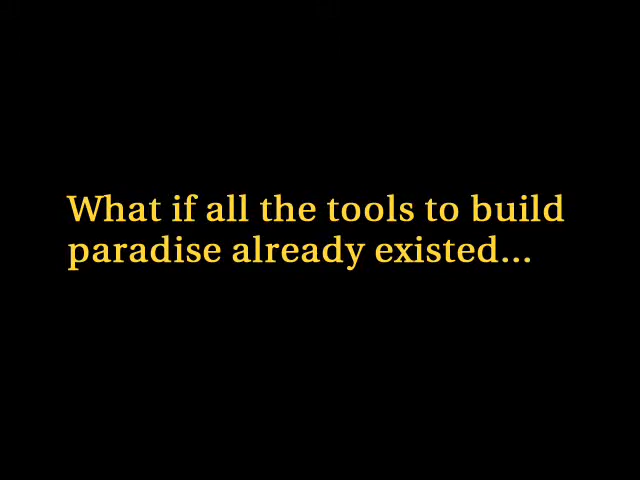 What if all the tools to build
paradise already existed...